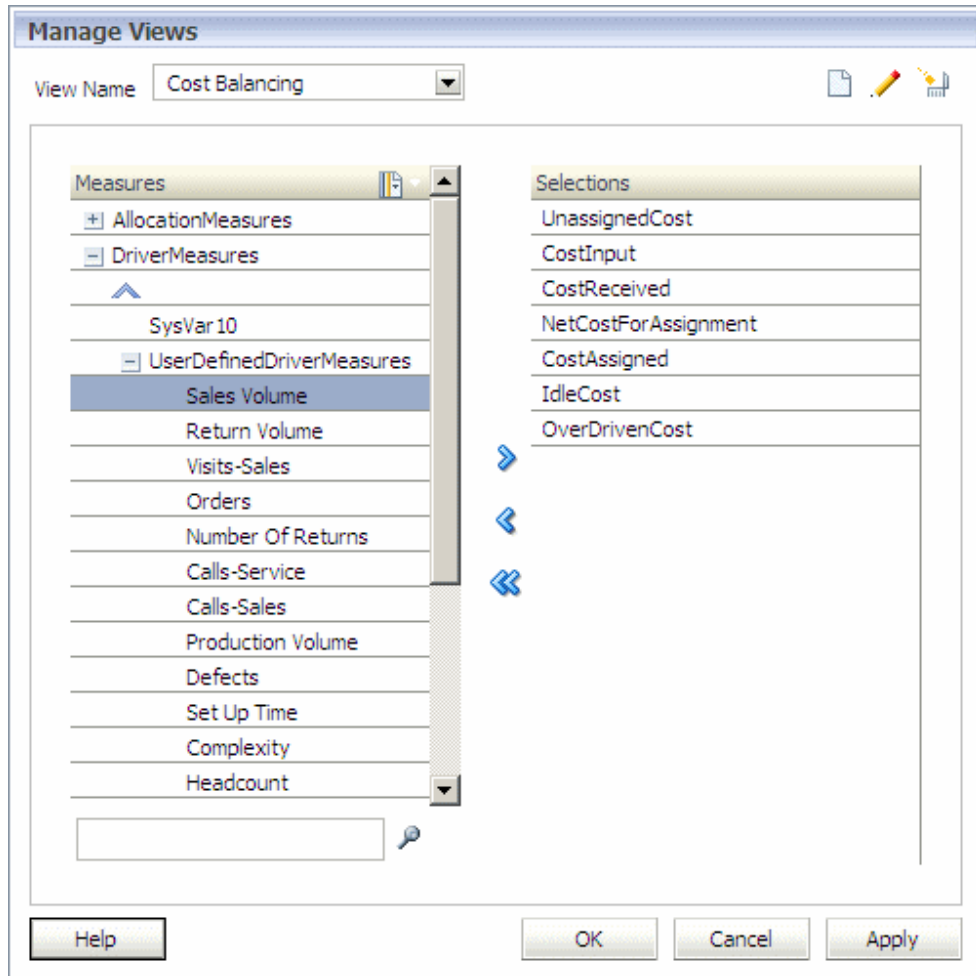 Manage Views
View Name Cost Balancing
Measures
AllocationMeasures
DriverMeasures
SysVar10
UserDefinedDriverMeasures
Sales Volume
Return Volume
Visits-Sales
Orders
Number Of Returns
Calls-Service
Calls-Sales
Production Volume
Defects
Set Up Time
Complexity
Headcount
Selections
UnassignedCost
CostInput
CostReceived
NetCostForAssignment
CostAssigned
IdleCost
OverDrivenCost
Help OK Cancel Apply